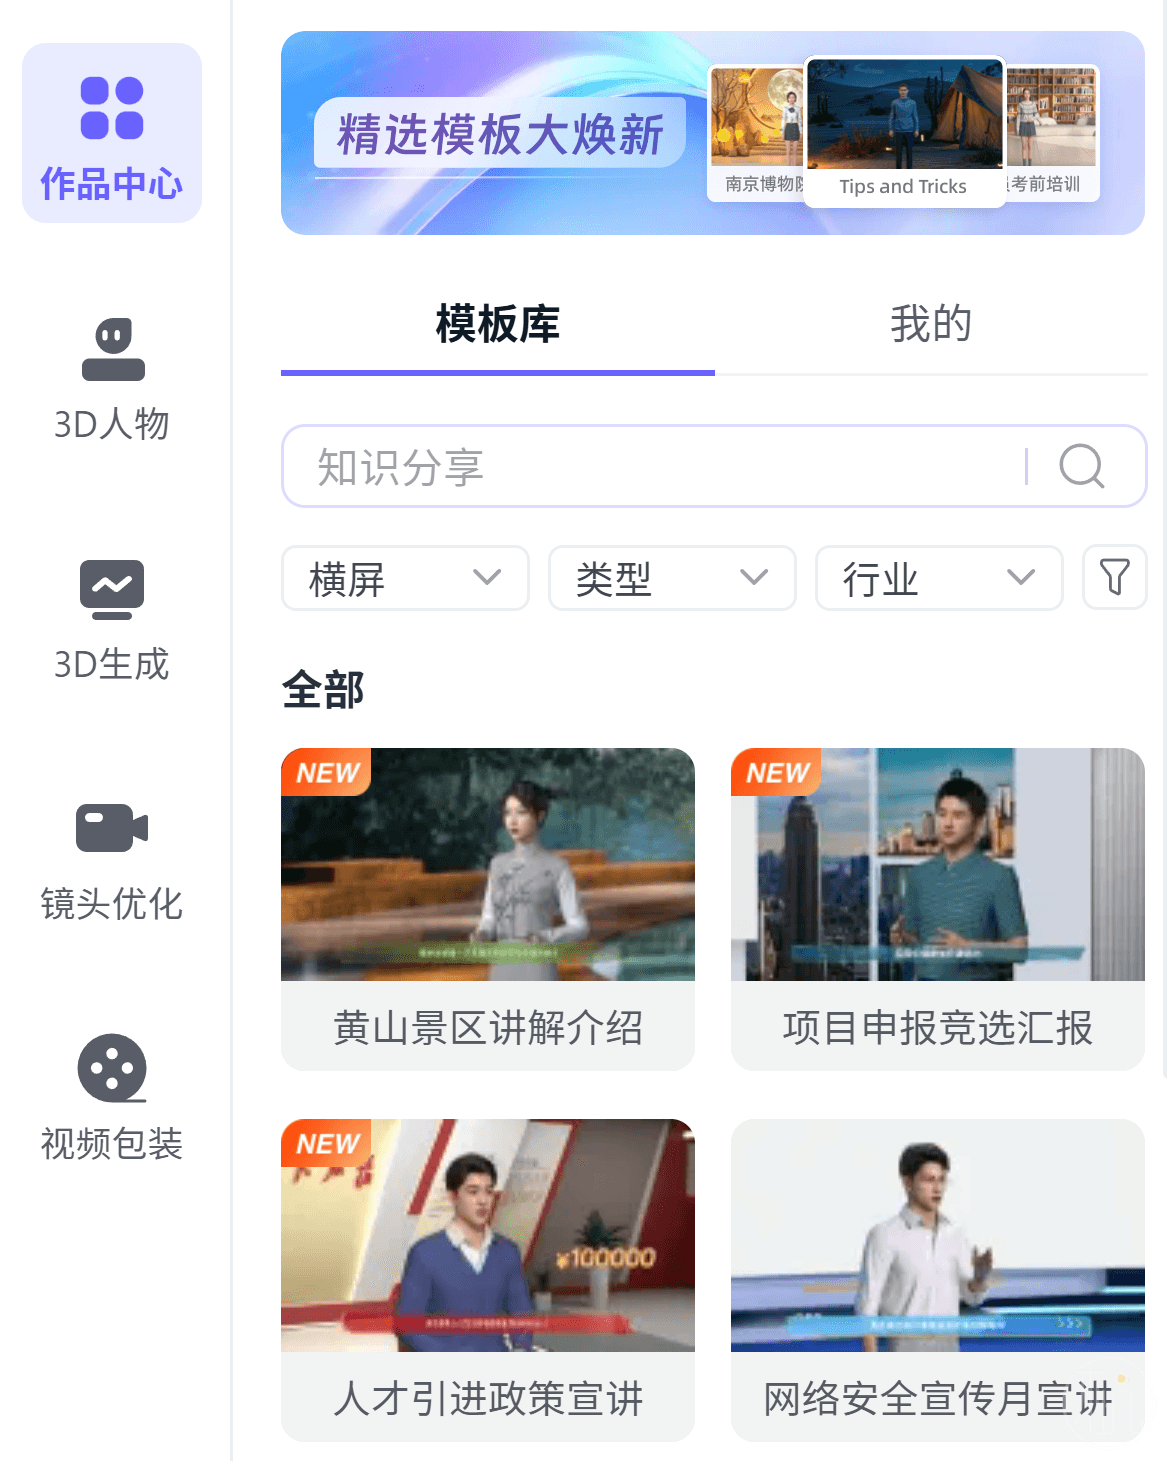 作品中心
3D人物
3D生成
镜头优化
视频包装
精选模板大焕新
南京博物院
Tips and Tricks
考前培训
模板库
我的
知识分享
横屏
类型
行业
全部
NEW
黄山景区讲解介绍
NEW
项目申报竞选汇报
NEW
¥100000
人才引进政策宣讲
网络安全宣传月宣讲